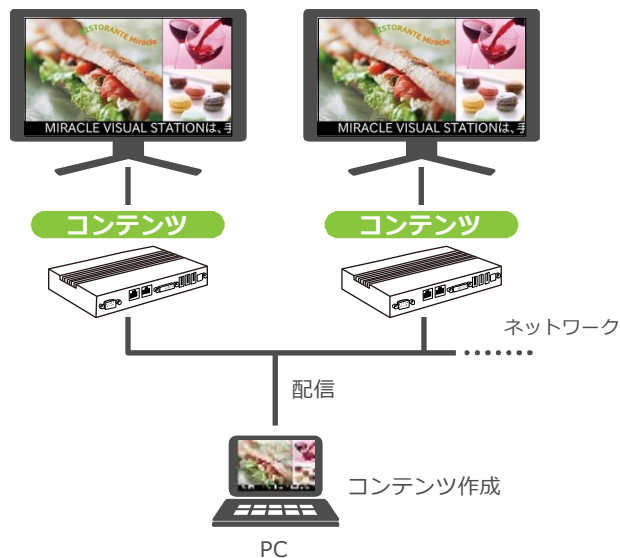 RISTORANTE Miracle
RISTORANTE Miracle
MIRACLE VISUAL STATIONは、手
MIRACLE VISUAL STATIONは、手
コンテンツ
コンテンツ
ネットワーク
配信
コンテンツ作成
PC